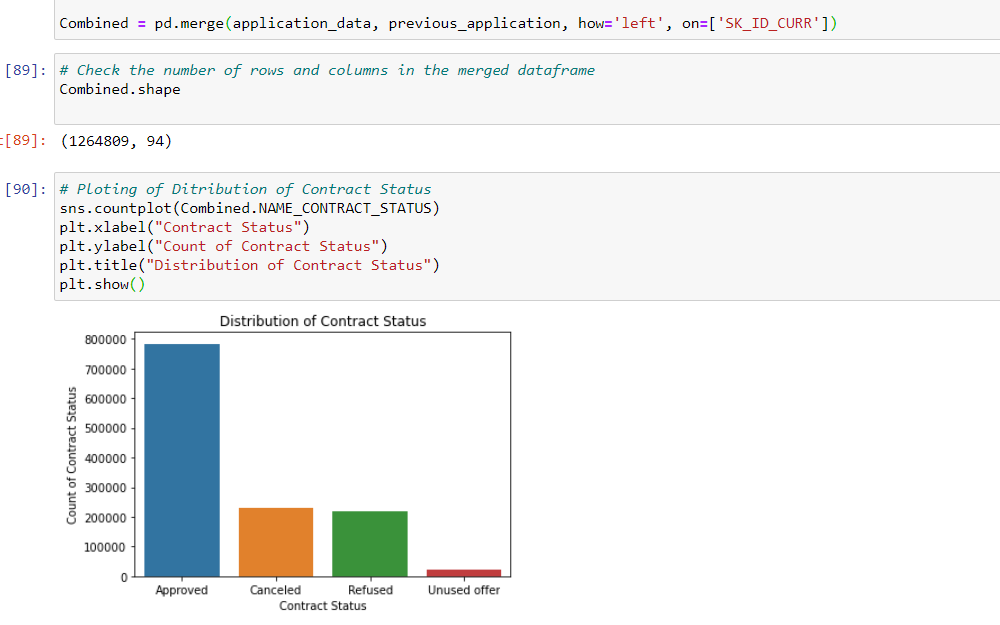 Combined = pd.merge(application_data, previous_application, how='left', on=['SK_ID_CURR'])
[89]: # Check the number of rows and columns in the merged dataframe
Combined.shape
t[89]: (1264809, 94)
[90]: # Ploting of Ditribution of Contract Status
sns.countplot(Combined.NAME_CONTRACT_STATUS)
plt.xlabel("Contract Status")
plt.ylabel("Count of Contract Status")
plt.title("Distribution of Contract Status")
plt.show()
Distribution of Contract Status
Count of Contract Status
800000
700000
600000
500000
400000
300000
200000
100000
0
Approved Canceled Refused Unused offer
Contract Status